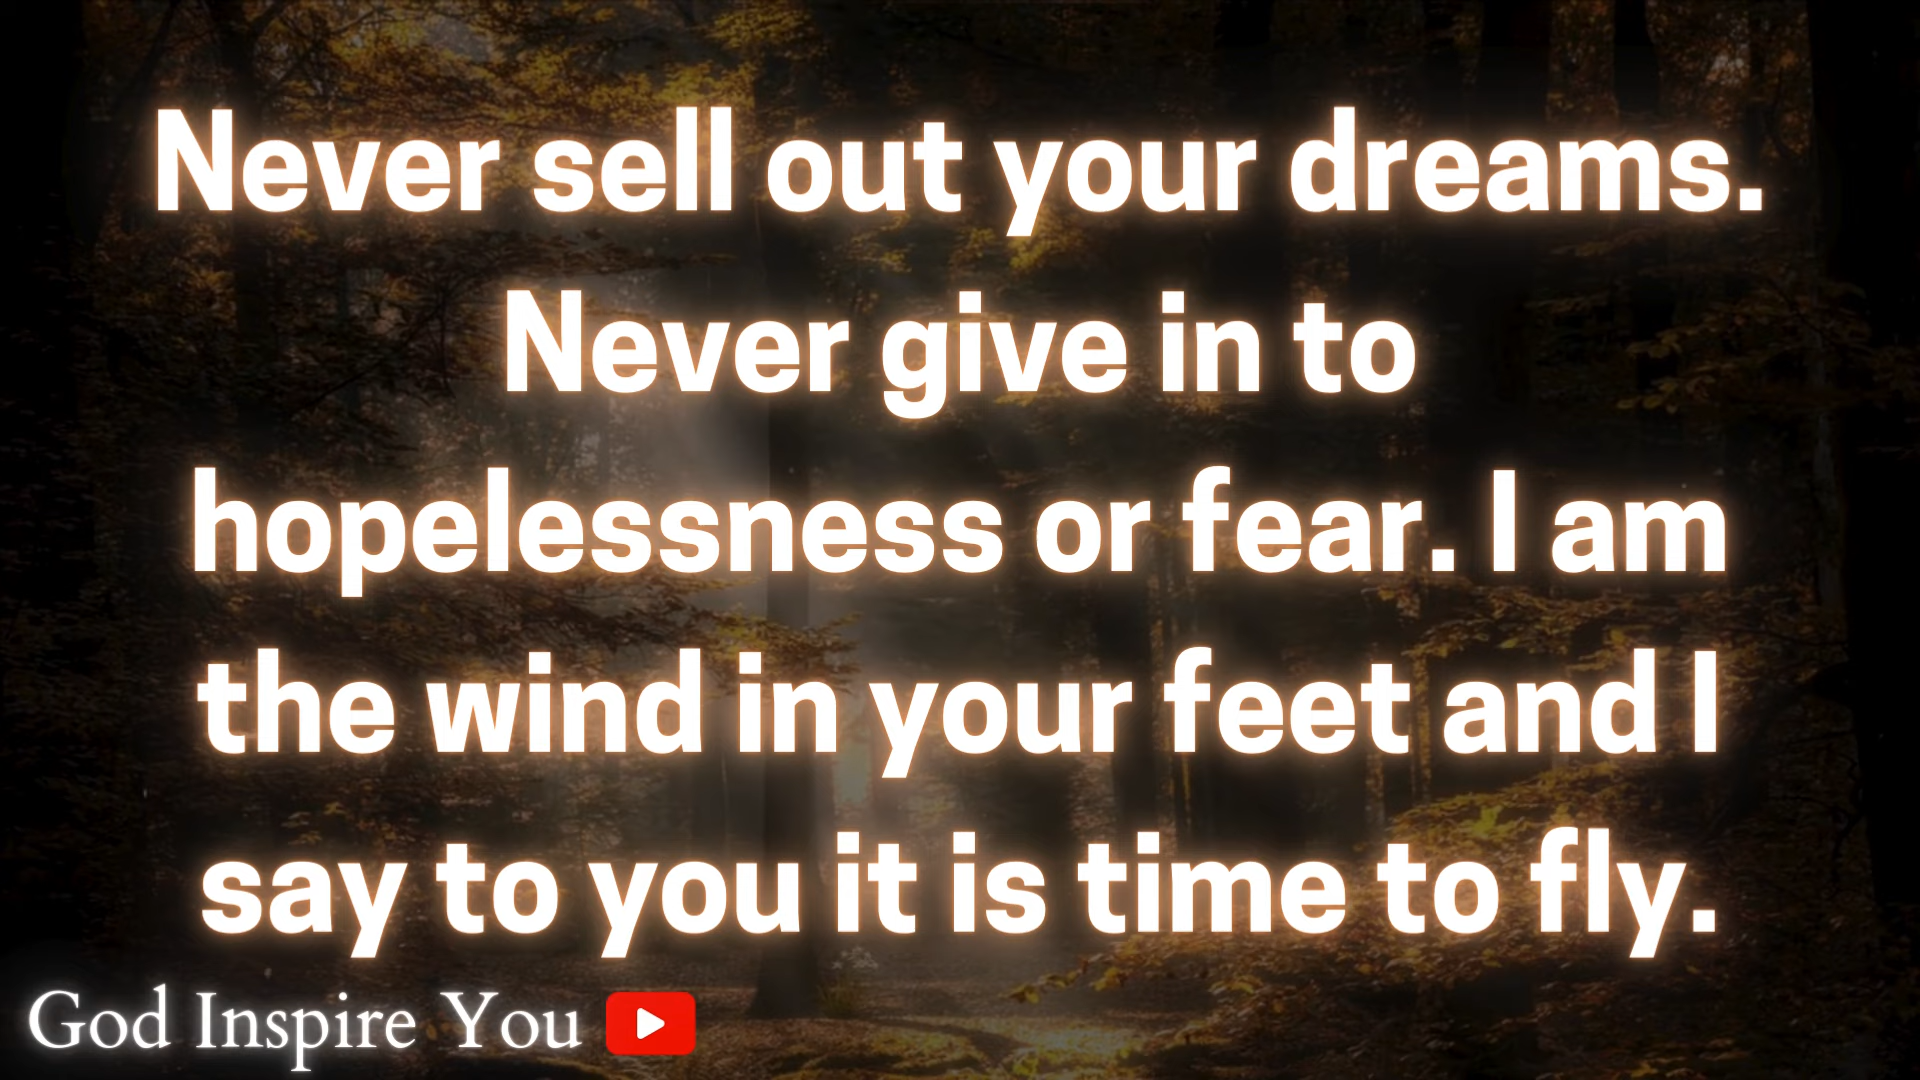 Never sell out your dreams.
Never give in to
hopelessness or fear. I am
the wind in your feet and I
say to you it is time to fly.
God Inspire You